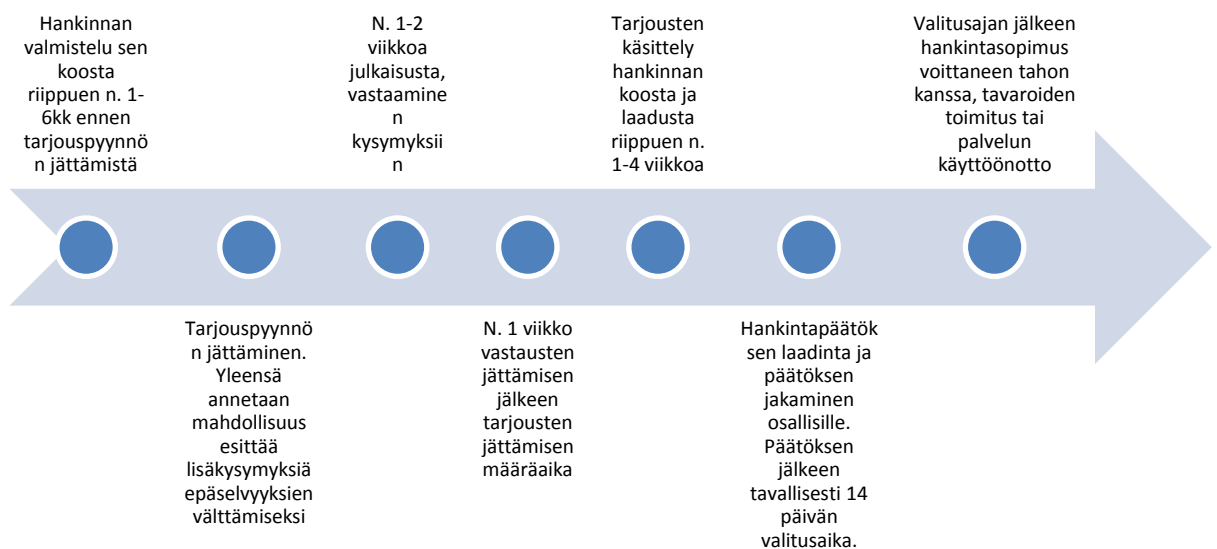 Hankinnan
valmistelu sen
koosta
riippuen n. 1-
6kk ennen
tarjouspyynnö
n jättämistä
Tarjouspyynnö
n jättäminen.
Yleensä
annetaan
mahdollisuus
esittää
lisäkysymyksiä
epäselvyyksien
välttämiseksi
N. 1-2
viikkoa
julkaisusta,
vastaamine
n
kysymyksii
n
N. 1 viikko
vastausten
jättämisen
jälkeen
tarjousten
jättämisen
määräaika
Tarjousten
käsittely
hankinnan
koosta ja
laadusta
riippuen n.
1-4 viikkoa
Hankintapäätök
sen laadinta ja
päätöksen
jakaminen
osallisille.
Päätöksen
jälkeen
tavallisesti 14
päivän
valitusaika.
Valitusajan jälkeen
hankintasopimus
voittaneen tahon
kanssa, tavaroiden
toimitus tai
palvelun
käyttöönotto